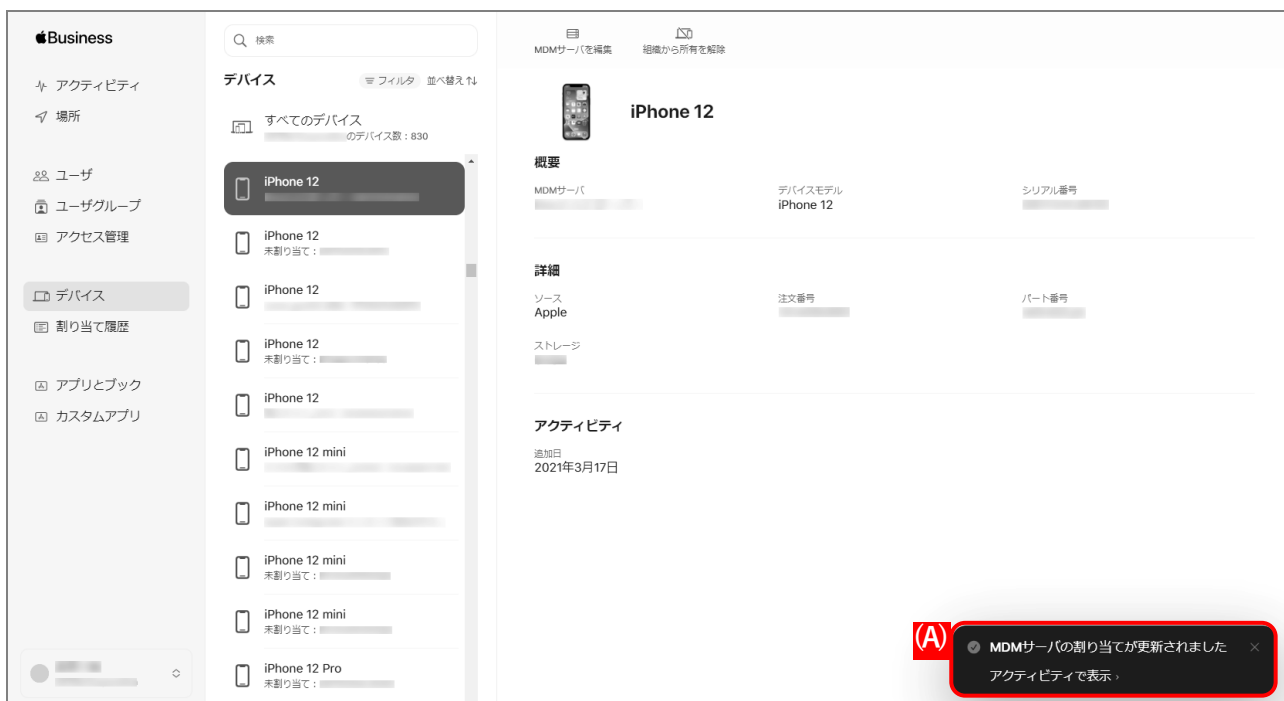 Business
アクティビティ
場所
ユーザ
ユーザグループ
アクセス管理
デバイス
割り当て履歴
アプリとブック
カスタムアプリ
検索
デバイス
フィルタ 並べ替え↑↓
すべてのデバイス
のデバイス数：830
iPhone 12
iPhone 12
未割り当て：
iPhone 12
iPhone 12
未割り当て：
iPhone 12
iPhone 12 mini
iPhone 12 mini
iPhone 12 mini
未割り当て：
iPhone 12 mini
未割り当て：
iPhone 12 Pro
未割り当て：
MDMサーバを編集 組織から所有を解除
iPhone 12
概要
MDMサーバ デバイスモデル シリアル番号
iPhone 12
詳細
ソース 注文番号 パート番号
Apple
ストレージ
アクティビティ
追加日
2021年3月17日
(A)
MDMサーバの割り当てが更新されました
アクティビティで表示 ›